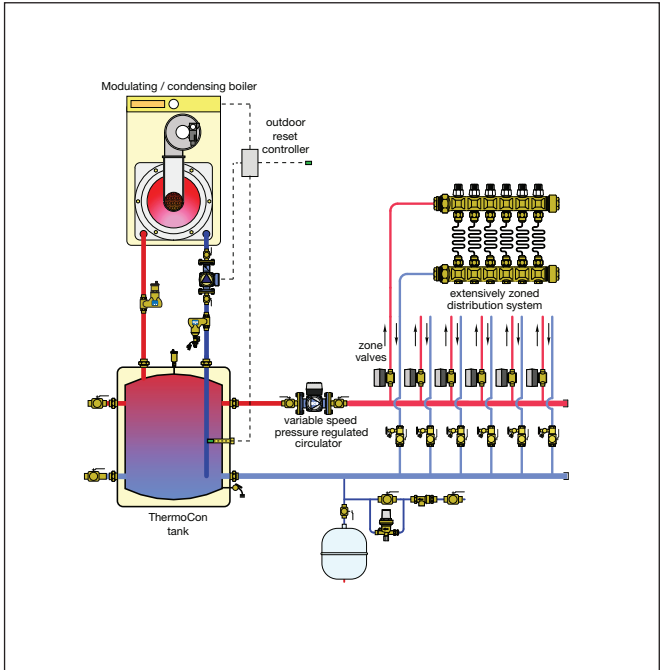 Modulating / condensing boiler
outdoor
reset
controller
extensively zoned
distribution system
zone
valves
variable speed
pressure regulated
circulator
ThermoCon
tank